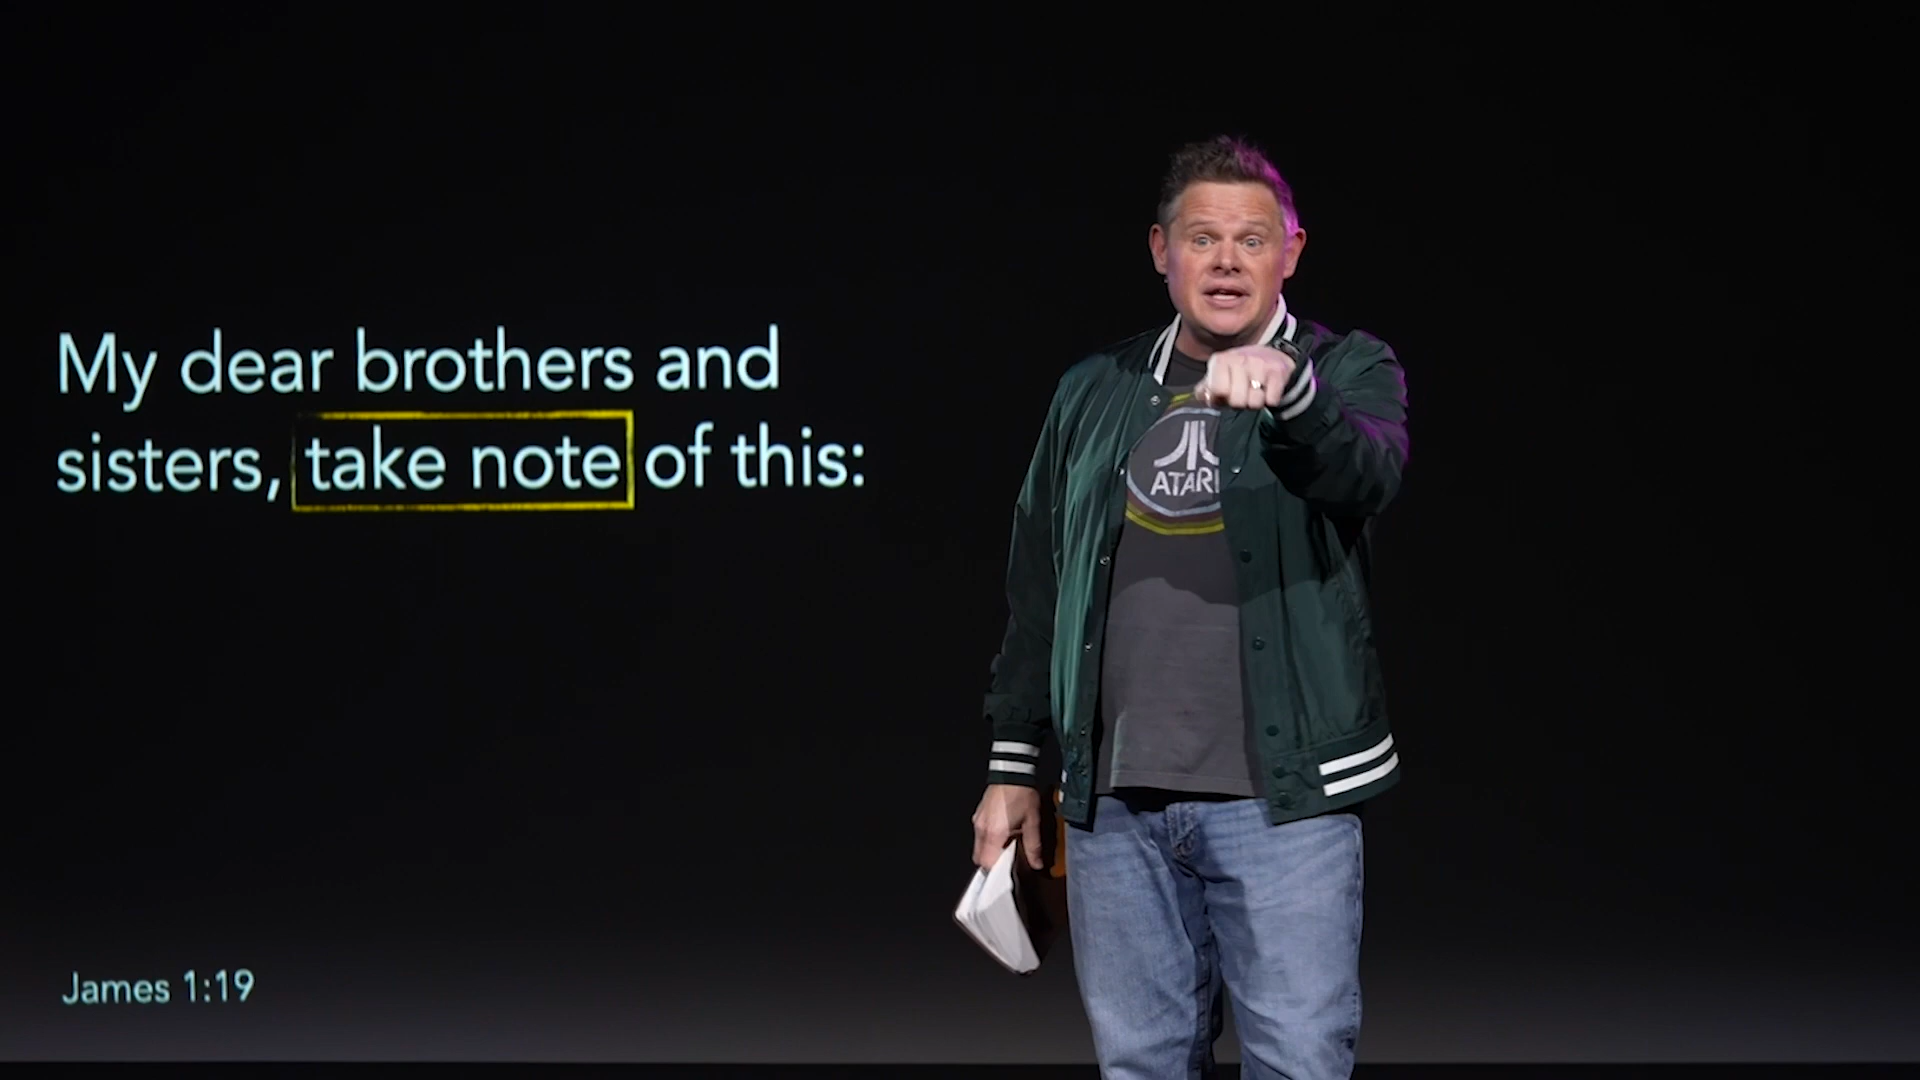 My dear brothers and
sisters, take note of this:
ATARI
James 1:19